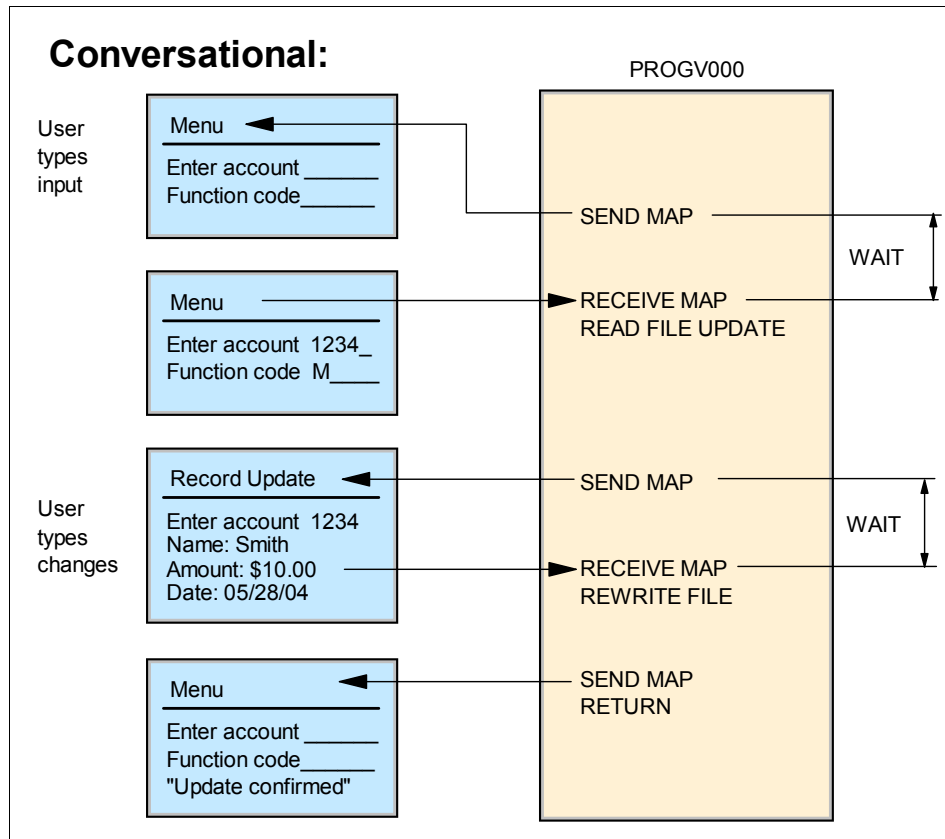 Conversational:
PROGV000
User
types
input
Menu
Enter account ______
Function code______
SEND MAP
WAIT
Menu
Enter account 1234_
Function code M____
RECEIVE MAP
READ FILE UPDATE
User
types
changes
Record Update
Enter account 1234
Name: Smith
Amount: $10.00
Date: 05/28/04
SEND MAP
WAIT
RECEIVE MAP
REWRITE FILE
Menu
Enter account ______
Function code______
"Update confirmed"
SEND MAP
RETURN